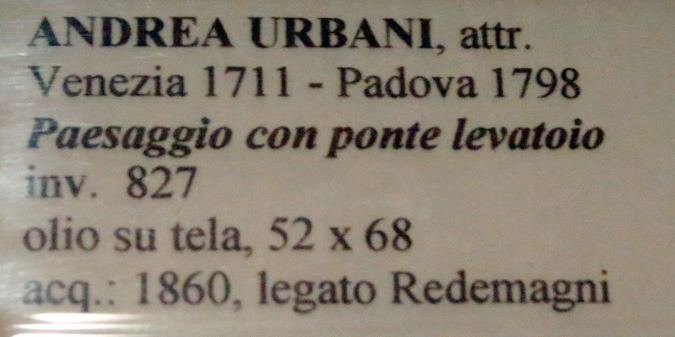 ANDREA URBANI, attr.
Venezia 1711 - Padova 1798
Paesaggio con ponte levatoio
inv. 827
olio su tela, 52 x 68
acq.: 1860, legato Redemagni